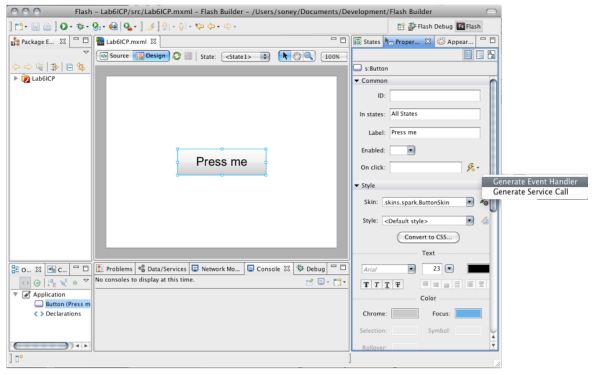 Flash – Lab6ICP/src/Lab6ICP.mxml – Flash Builder – /Users/soney/Documents/Development/Flash Builder
Flash Debug Flash
Package E...
Lab6ICP
Lab6ICP.mxml
Source Design State: <State1> 100%
Press me
States Proper... Appear...
s:Button
Common
ID:
In states: All States
Label: Press me
Enabled:
On click:
Generate Event Handler
Generate Service Call
Style
Skin: .skins.spark.ButtonSkin
Style: <Default style>
Convert to CSS...
Text
Arial 23
T T T T
Color
Chrome: Focus:
Selection: Symbol:
Rollover:
O... C...
Application
Button (Press m
Declarations
Problems Data/Services Network Mo... Console Debug
No consoles to display at this time.